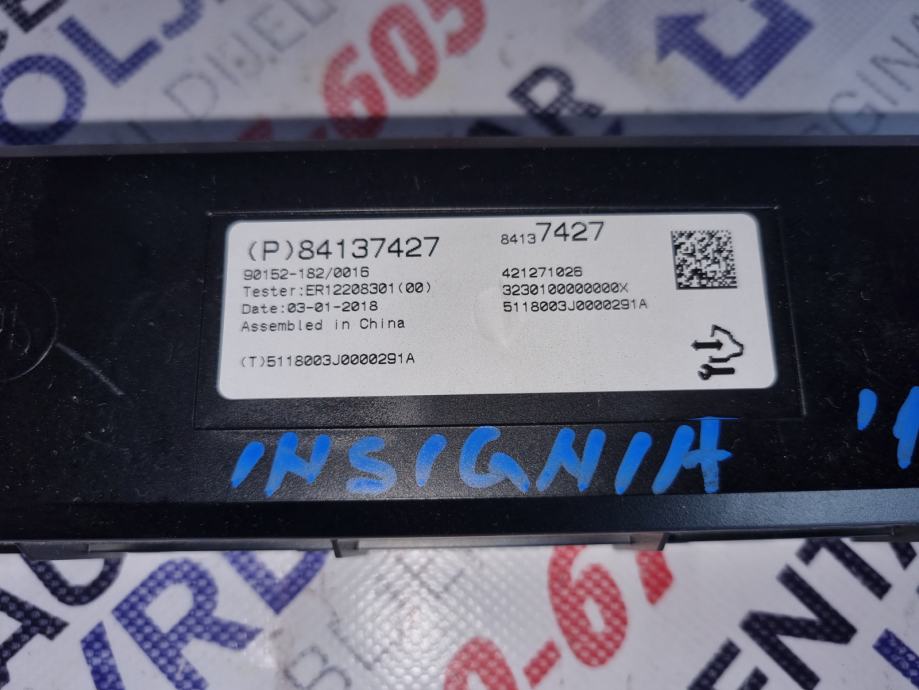 605
(P)84137427
84137427
90152-182/0016
421271026
Tester:ER12208301(00)
3230100000000X
Date:03-01-2018
5118003J0000291A
Assembled in China
(T)5118003J0000291A
INSIGNIA